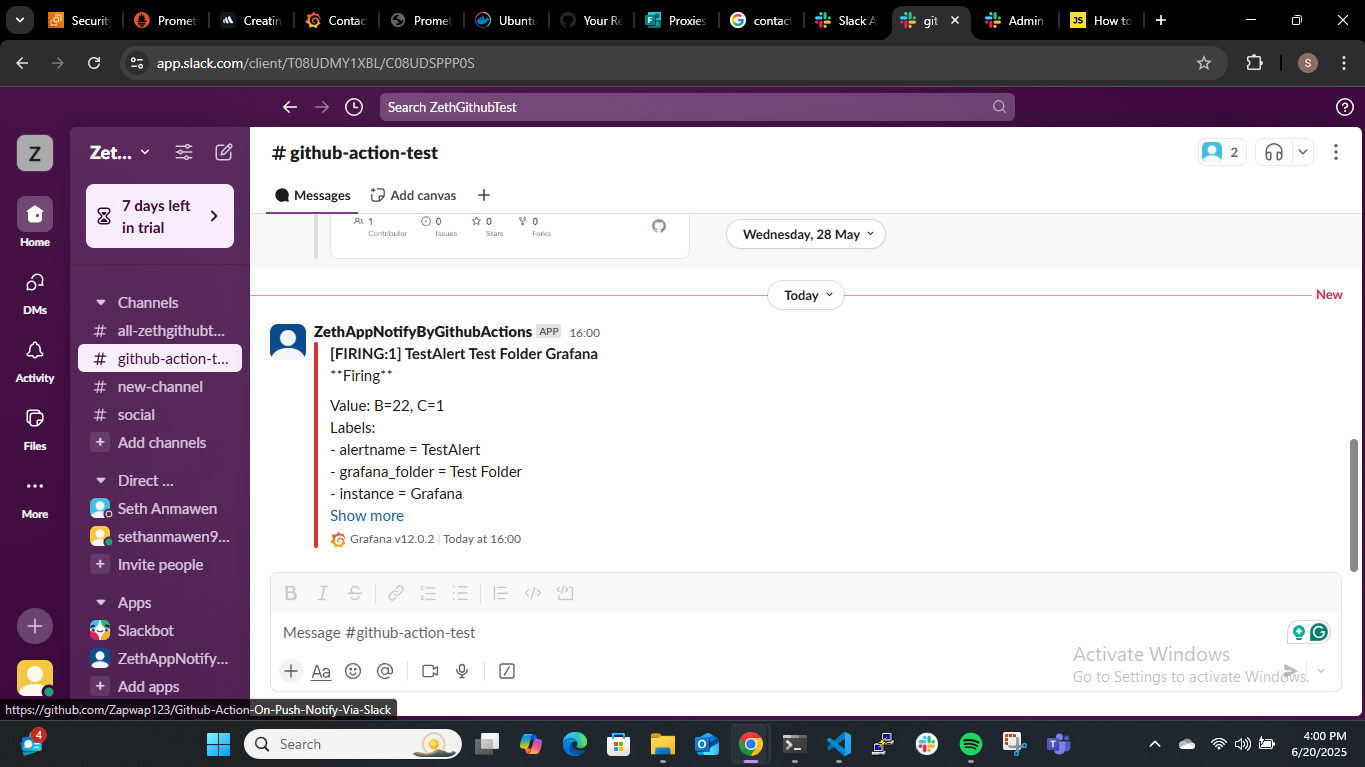 Security
Promet
Creatin
Contac
Promet
Ubuntu
Your Re
Proxies
contact
Slack A
git
Admin
JS
How to
app.slack.com/client/T08UDMY1XBL/C08UDSPPP0S
S
Search ZethGithubTest
Z
Zet...
# github-action-test
2
7 days left
in trial
Messages
Add canvas
Home
DMs
Activity
Files
More
Channels
# all-zethgithubt...
# github-action-t...
# new-channel
# social
+ Add channels
Direct ...
Seth Anmawen
sethanmawen9...
+ Invite people
Apps
Slackbot
ZethAppNotify...
+ Add apps
1
Contributor
0
Issues
0
Stars
0
Forks
Wednesday, 28 May
Today
New
ZethAppNotifyByGithubActions APP 16:00
[FIRING:1] TestAlert Test Folder Grafana
**Firing**
Value: B=22, C=1
Labels:
- alertname = TestAlert
- grafana_folder = Test Folder
- instance = Grafana
Show more
Grafana v12.0.2 | Today at 16:00
Message #github-action-test
Aa
Activate Windows
Go to Settings to activate Windows.
https://github.com/Zapwap123/Github-Action-On-Push-Notify-Via-Slack
4
Search
4:00 PM
6/20/2025